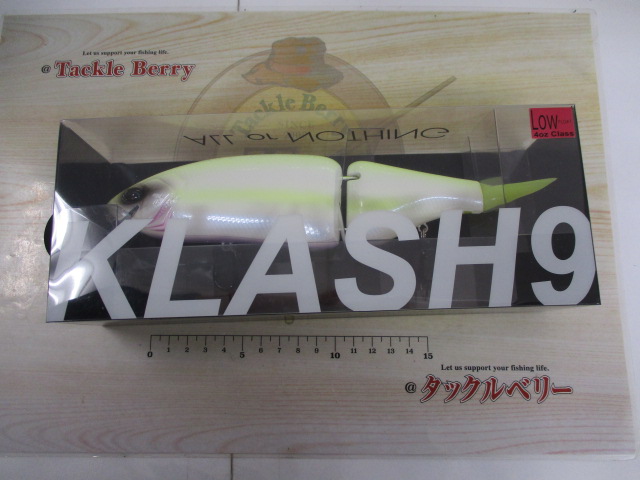 Let us support your fishing life.
@ Tackle Berry
Tackle Berry
ALL or NOTHING
LOW
4oz Class
KLASH9
0 1 2 3 4 5 6 7 8 9 10 11 12 13 14 15
Let us support your fishing life.
@ タックルベリー